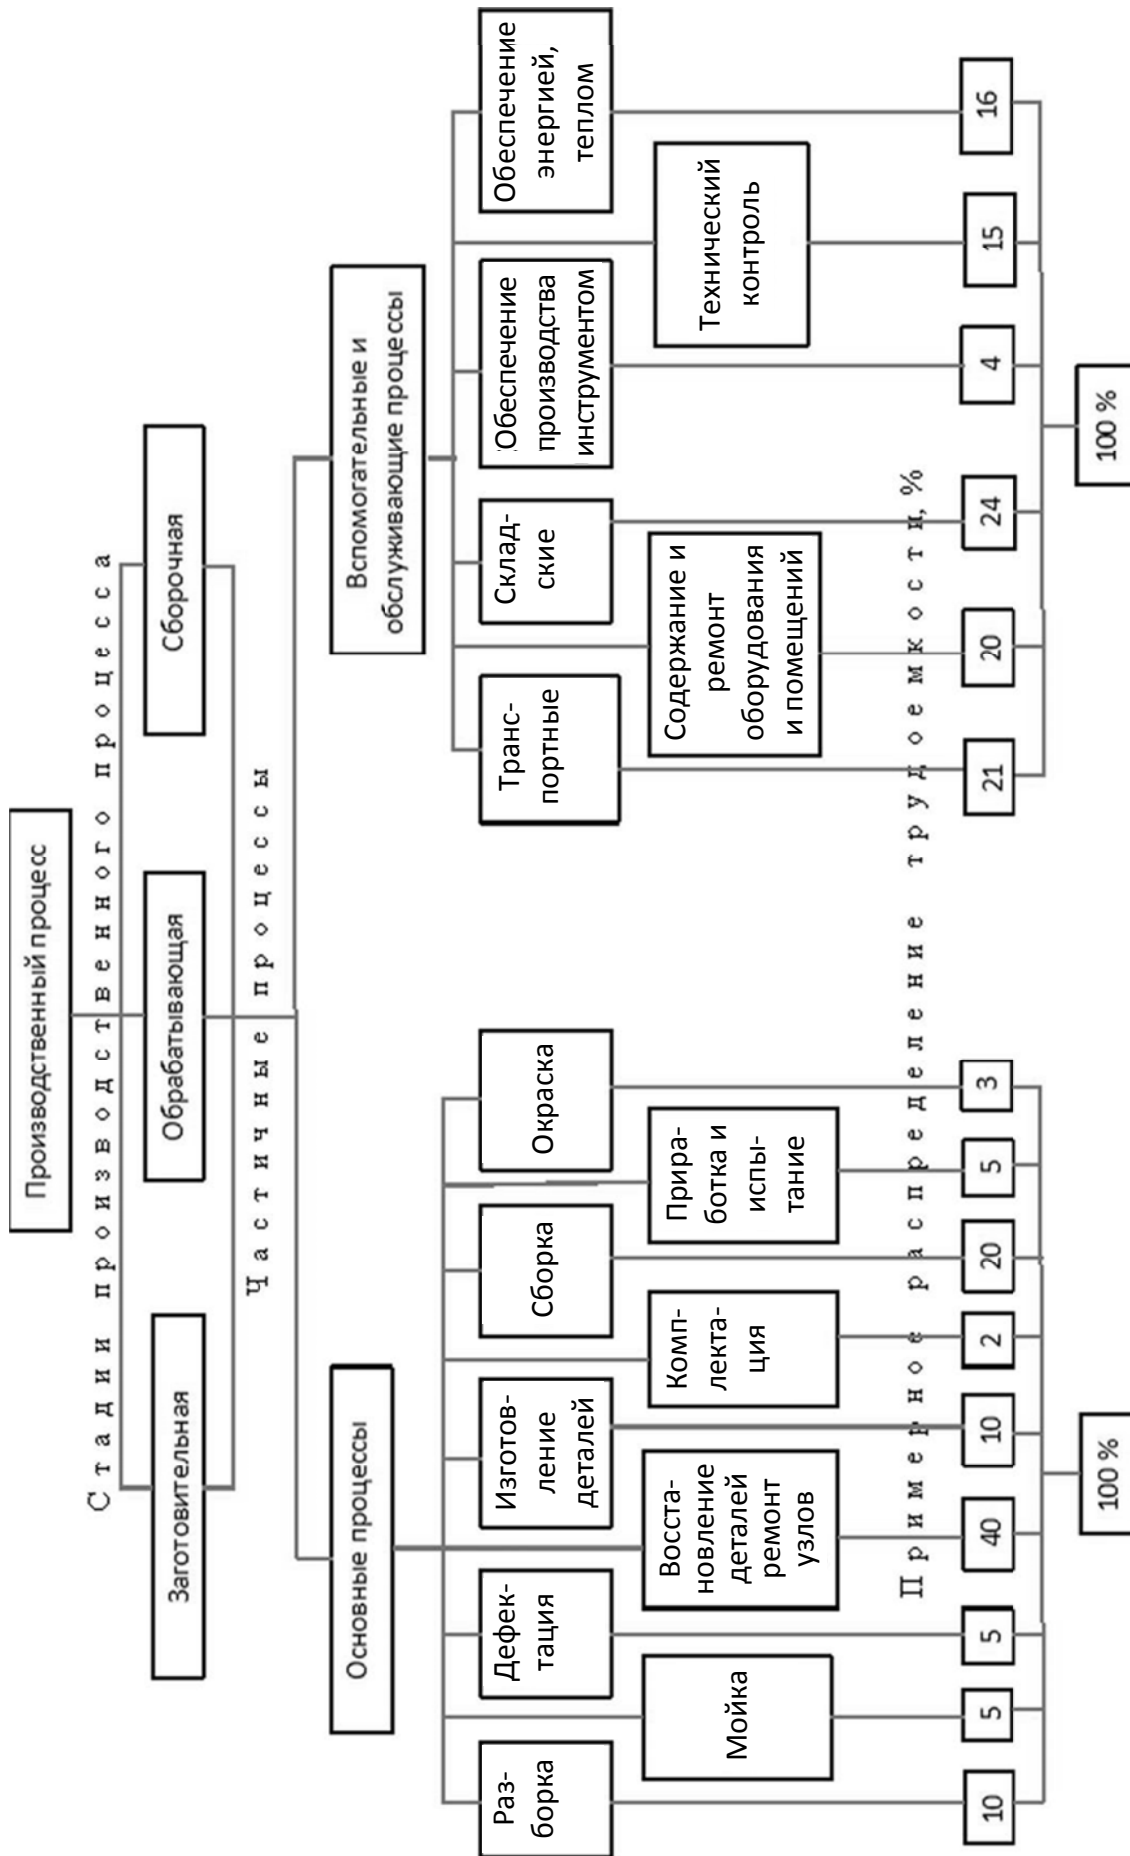 Производственный процесс
Стадии производственного процесса
Заготовительная
Обрабатывающая
Сборочная
Частичные процессы
Основные процессы
Вспомогательные и
обслуживающие процессы
Раз-
борка
Дефек-
тация
Изготов-
ление
деталей
Сборка
Окраска
Транс-
портные
Склад-
ские
Обеспечение
производства
инструментом
Обеспечение
энергией,
теплом
Мойка
Восста-
новление
деталей
ремонт
узлов
Комп-
лекта-
ция
Прира-
ботка и
испы-
тание
Содержание и
ремонт
оборудования
и помещений
Технический
контроль
Примерное распределение трудоемкости, %
10
5
5
40
10
2
20
5
3
21
20
24
4
15
16
100 %
100 %